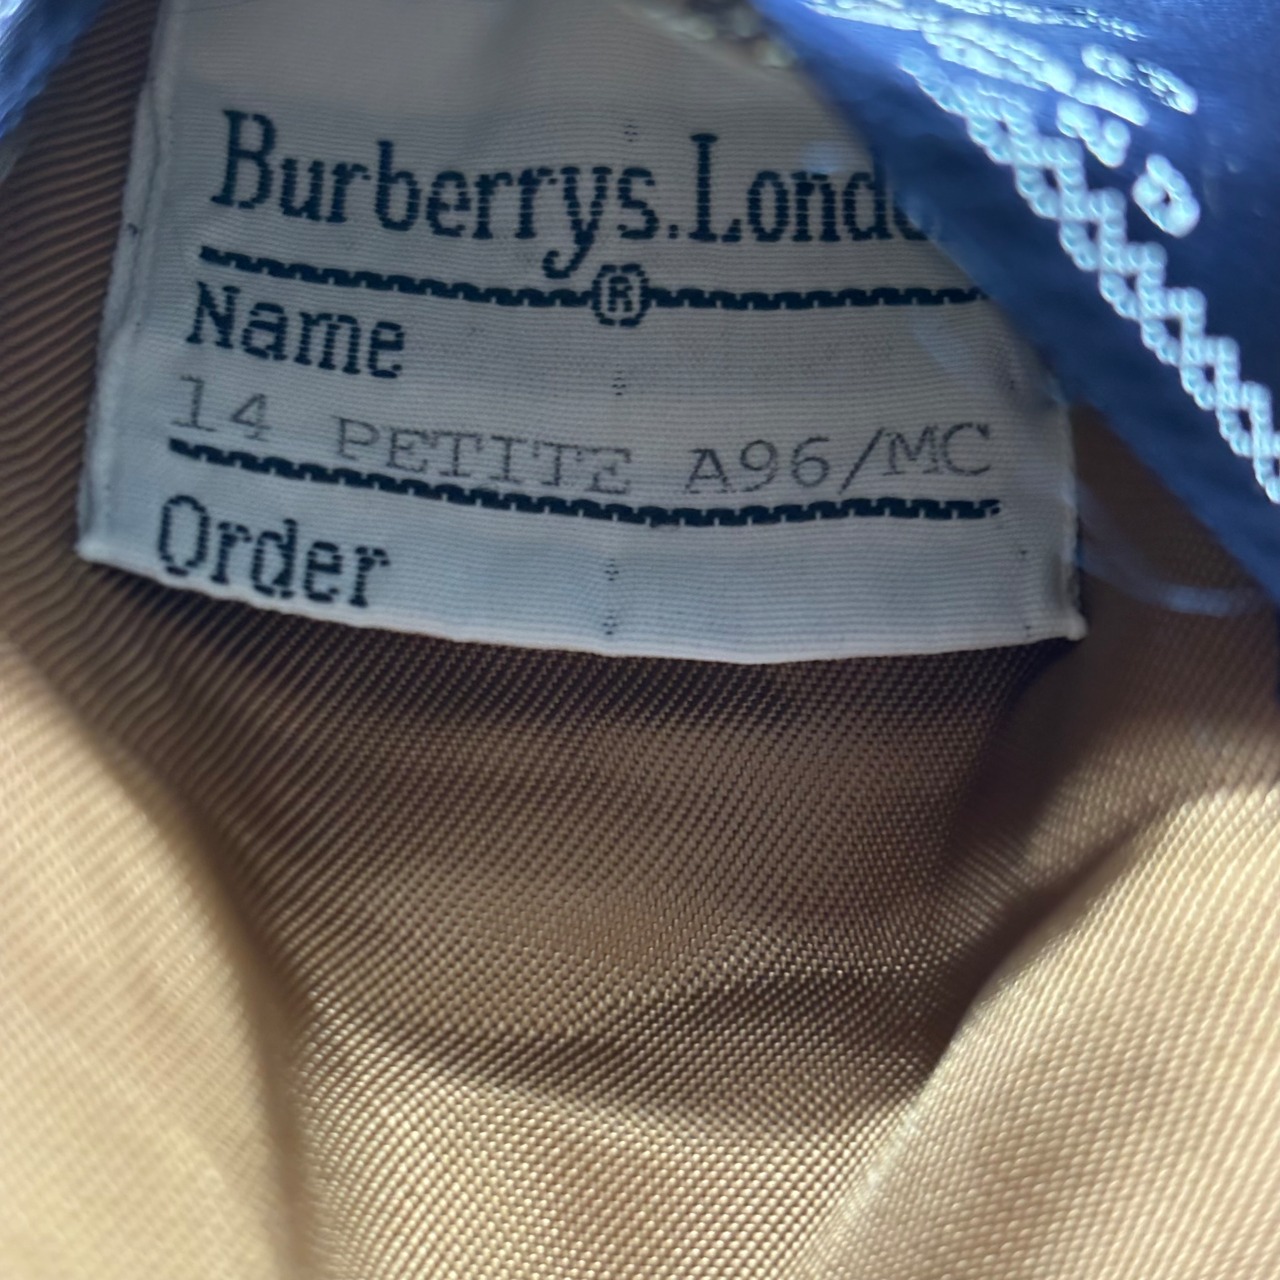 Burberrys.Londo
®
Name
14 PETITE A96/MC
Order